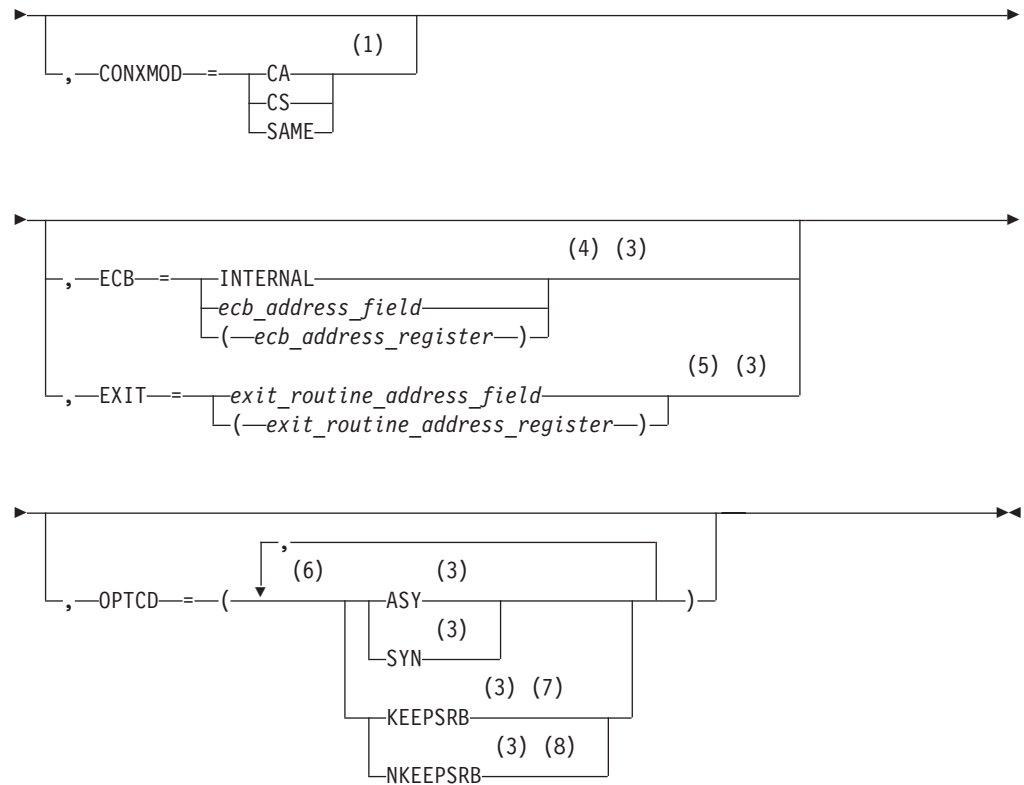 (1)
, CONXMOD = CA
CS
SAME
(4) (3)
, ECB = INTERNAL
ecb_address_field
( ecb_address_register )
(5) (3)
, EXIT = exit_routine_address_field
( exit_routine_address_register )
,
(6) (3)
, OPTCD = ( ASY )
(3)
SYN
(3) (7)
KEEPSRB
(3) (8)
NKEEPSRB